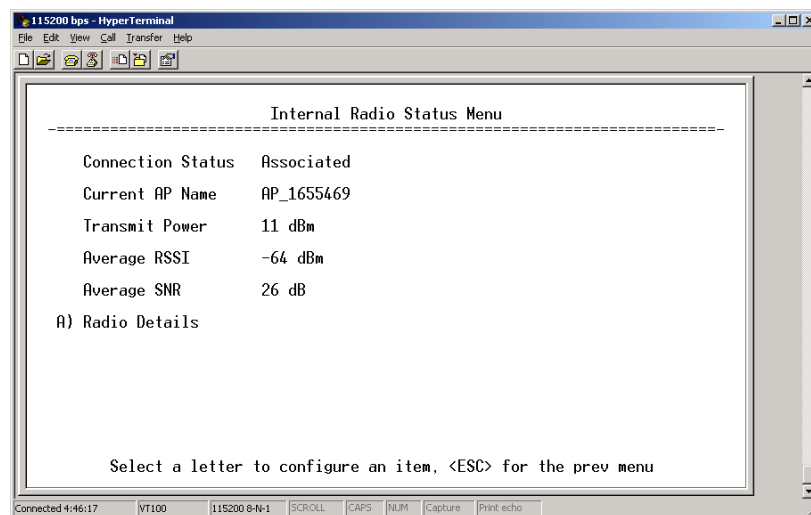 115200 bps - HyperTerminal
File Edit View Call Transfer Help
Internal Radio Status Menu
-==========================================================================-
Connection Status Associated
Current AP Name AP_1655469
Transmit Power 11 dBm
Average RSSI -64 dBm
Average SNR 26 dB
A) Radio Details
Select a letter to configure an item, <ESC> for the prev menu
Connected 4:46:17 VT100 115200 8-N-1 SCROLL CAPS NUM Capture Print echo